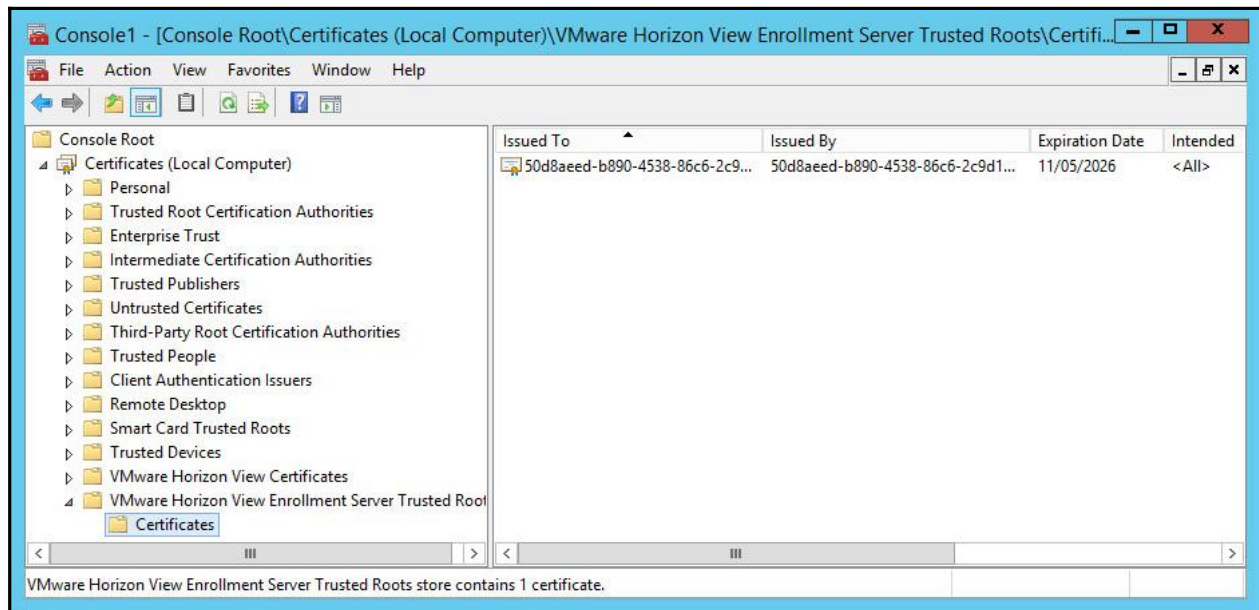 Console1 - [Console Root\Certificates (Local Computer)\VMware Horizon View Enrollment Server Trusted Roots\Certifi...
File Action View Favorites Window Help
Console Root
Certificates (Local Computer)
Personal
Trusted Root Certification Authorities
Enterprise Trust
Intermediate Certification Authorities
Trusted Publishers
Untrusted Certificates
Third-Party Root Certification Authorities
Trusted People
Client Authentication Issuers
Remote Desktop
Smart Card Trusted Roots
Trusted Devices
VMware Horizon View Certificates
VMware Horizon View Enrollment Server Trusted Root
Certificates
Issued To Issued By Expiration Date Intended
50d8aeed-b890-4538-86c6-2c9... 50d8aeed-b890-4538-86c6-2c9d1... 11/05/2026 <All>
VMware Horizon View Enrollment Server Trusted Roots store contains 1 certificate.